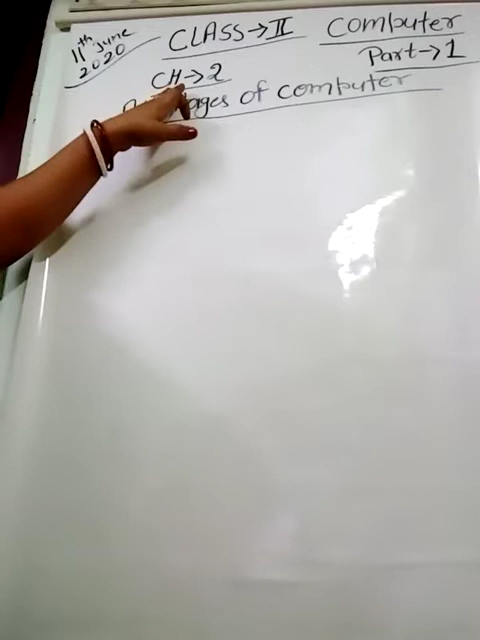 11th June
2020
CLASS→II
Computer
Part→1
CH→2
of computer